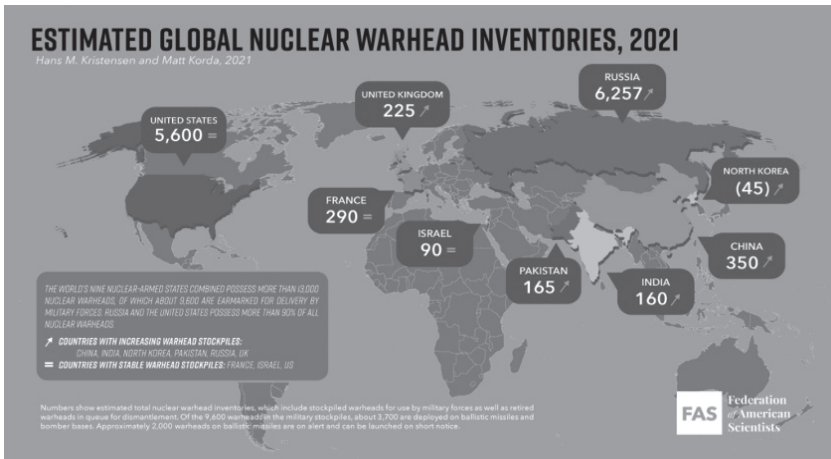 ESTIMATED GLOBAL NUCLEAR WARHEAD INVENTORIES, 2021
Hans M. Kristensen and Matt Korda, 2021
RUSSIA
6,257↗
UNITED KINGDOM
225 ↗
UNITED STATES
5,600 =
NORTH KOREA
(45) ↗
FRANCE
290 =
ISRAEL
90 =
CHINA
350 ↗
PAKISTAN
165 ↗
INDIA
160 ↗
THE WORLD'S NINE NUCLEAR-ARMED STATES COMBINED POSSESS MORE THAN 13,000
NUCLEAR WARHEADS, OF WHICH ABOUT 9,600 ARE EARMARKED FOR DELIVERY BY
MILITARY FORCES. RUSSIA AND THE UNITED STATES POSSESS MORE THAN 90% OF ALL
NUCLEAR WARHEADS.
↗ COUNTRIES WITH INCREASING WARHEAD STOCKPILES:
CHINA, INDIA, NORTH KOREA, PAKISTAN, RUSSIA, UK
= COUNTRIES WITH STABLE WARHEAD STOCKPILES: FRANCE, ISRAEL, US
Numbers show estimated total nuclear warhead inventories, which include stockpiled warheads for use by military forces as well as retired
warheads in queue for dismantlement. Of the 9,600 warheads in the military stockpiles, about 3,700 are deployed on ballistic missiles and
bomber bases. Approximately 2,000 warheads on ballistic missiles are on alert and can be launched on short notice.
FAS
Federation
of American
Scientists